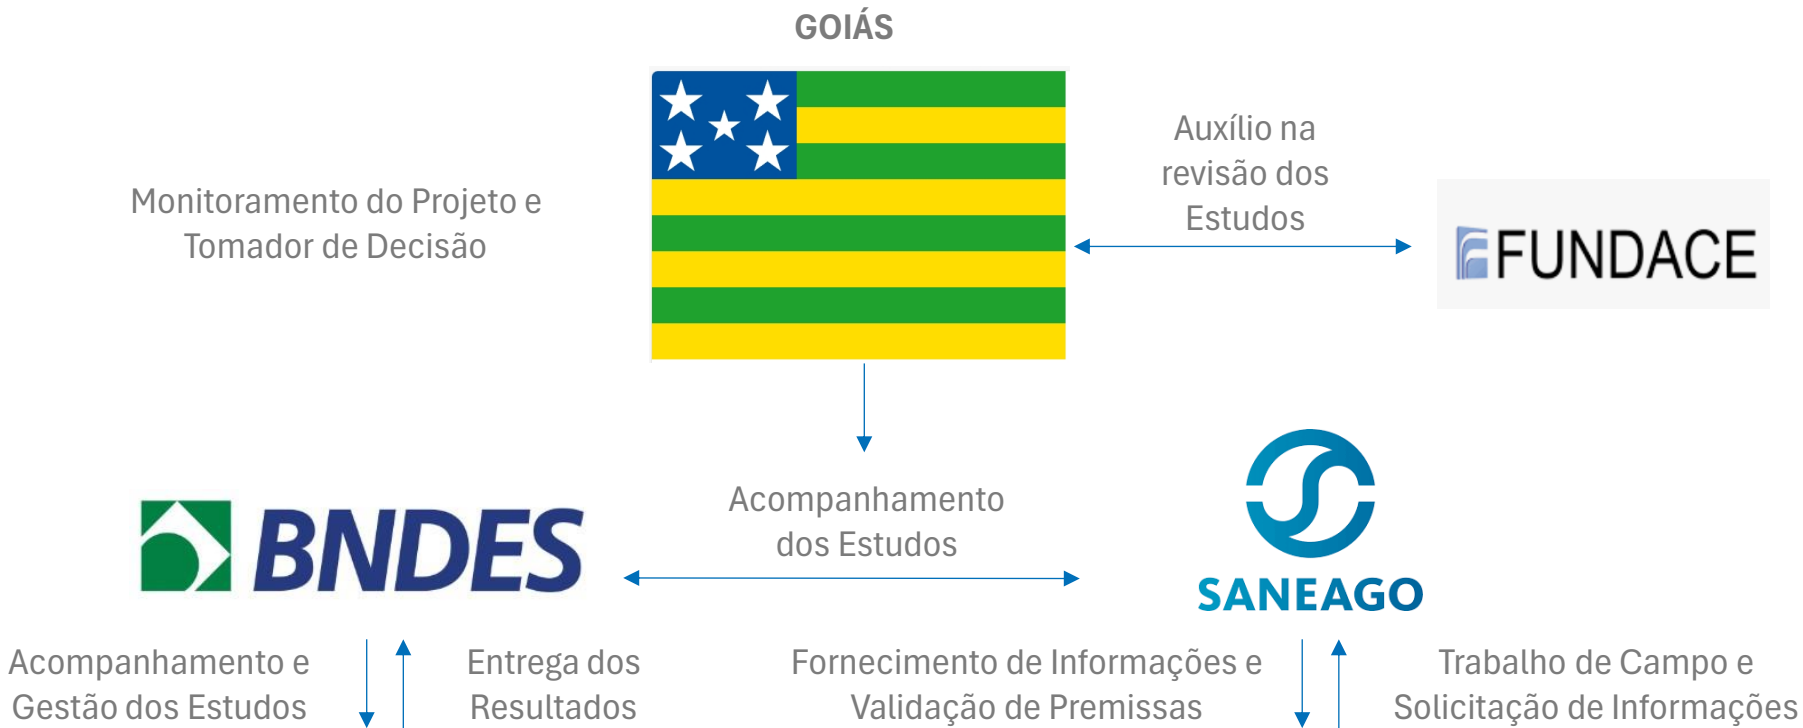 GOIÁS
Auxílio na
revisão dos
Estudos
Monitoramento do Projeto e
Tomador de Decisão
FUNDACE
Acompanhamento
dos Estudos
BNDES
SANEAGO
Acompanhamento e
Gestão dos Estudos
Entrega dos
Resultados
Fornecimento de Informações e
Validação de Premissas
Trabalho de Campo e
Solicitação de Informações